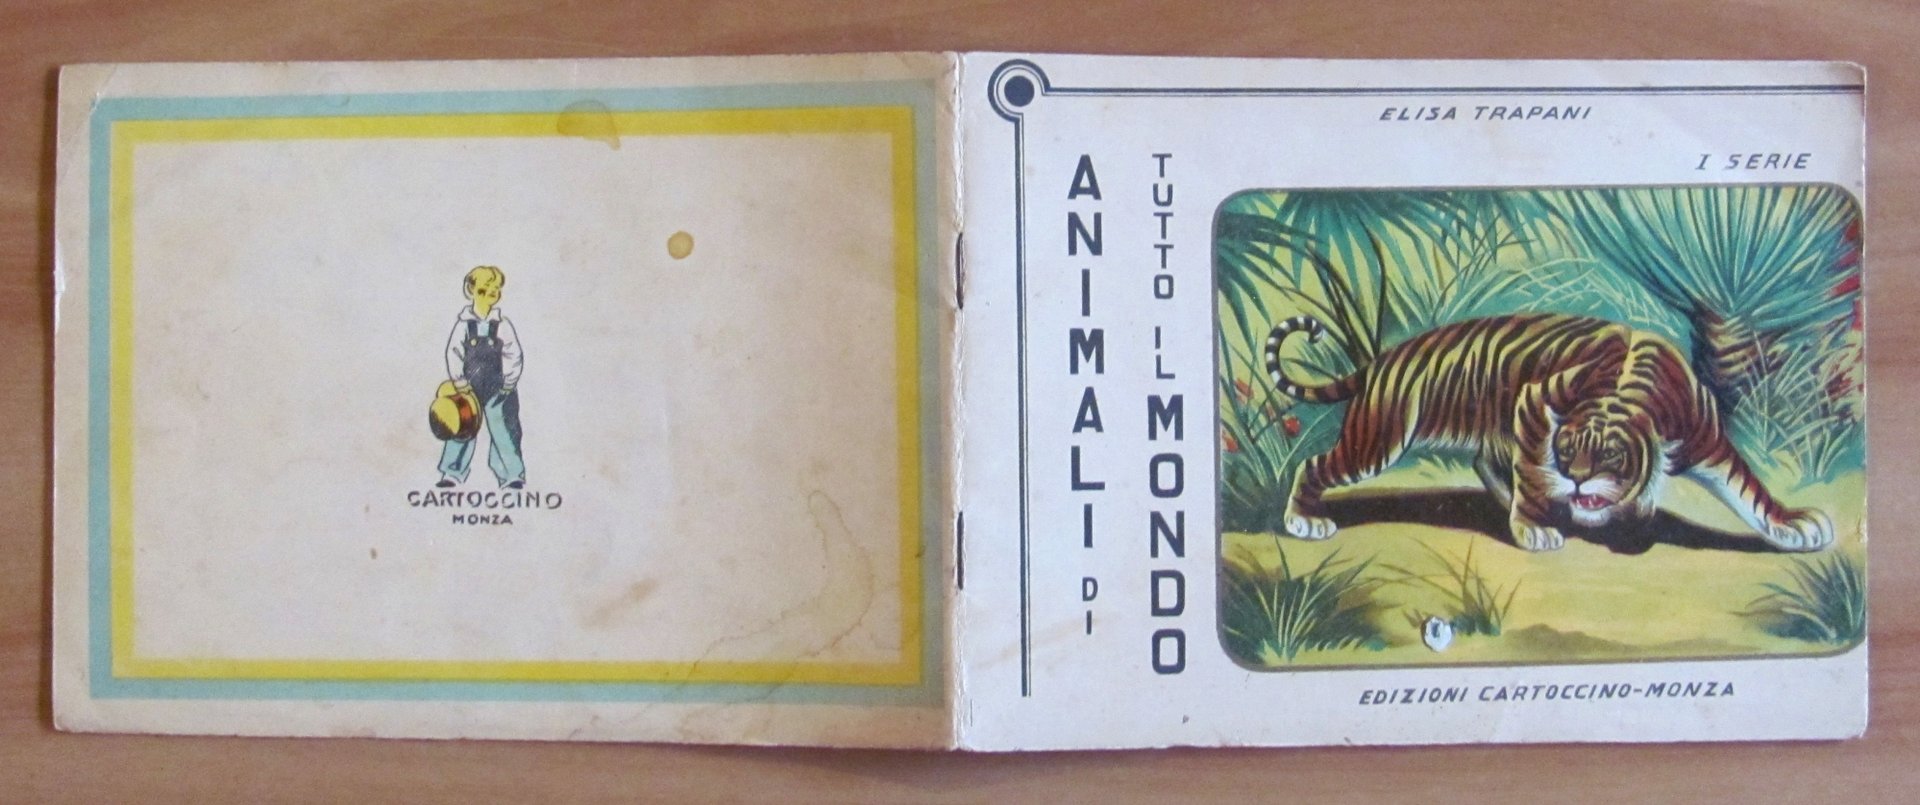 CARTOCCINO
MONZA
ELISA TRAPANI
I SERIE
ANIMALI DI
TUTTO IL MONDO
EDIZIONI CARTOCCINO-MONZA